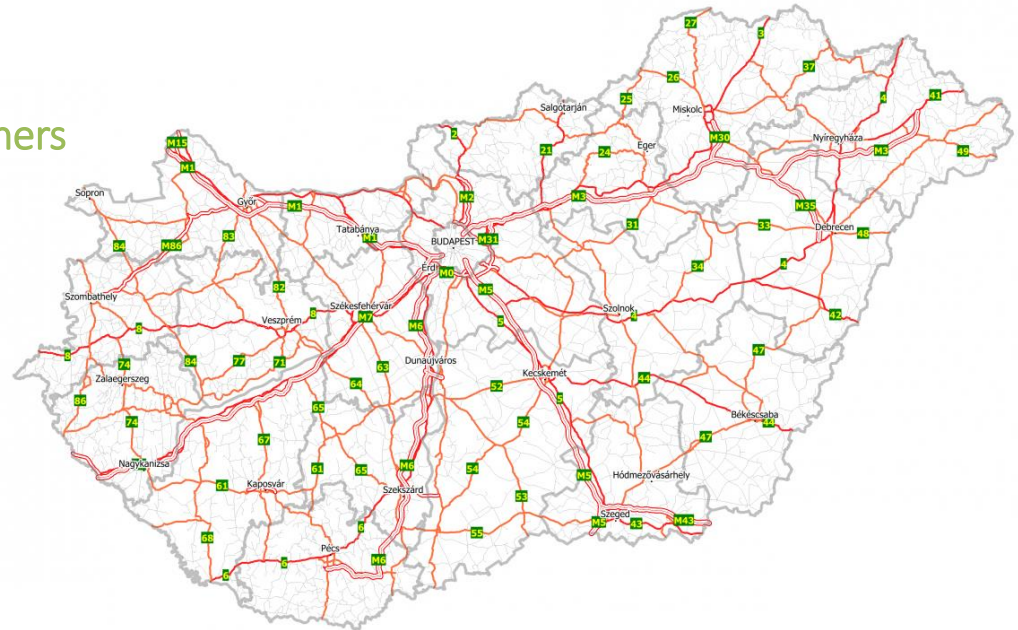 ners
27
3
37
26
25
Miskolc
4
41
Salgótarján
M30
Nyíregyháza
2
21
24
Eger
M3
49
M15
M1
Sopron
M2
M3
M35
Győr
M1
31
33
Debrecen
48
84
M86
83
Tatabánya
M1
BUDAPEST
M31
Érd
M0
34
4
82
M5
Szombathely
Székesfehérvár
8
M7
Szolnok
4
42
Veszprém
8
M6
5
8
74
84
77
71
63
Dunaújváros
47
Zalaegerszeg
64
52
Kecskemét
44
86
65
5
74
54
Békéscsaba
44
67
47
Nagykanizsa
61
65
M6
54
M5
Hódmezővásárhely
61
Kaposvár
Szekszárd
53
Szeged
M5
43
M43
6
55
68
Pécs
6
6
M6